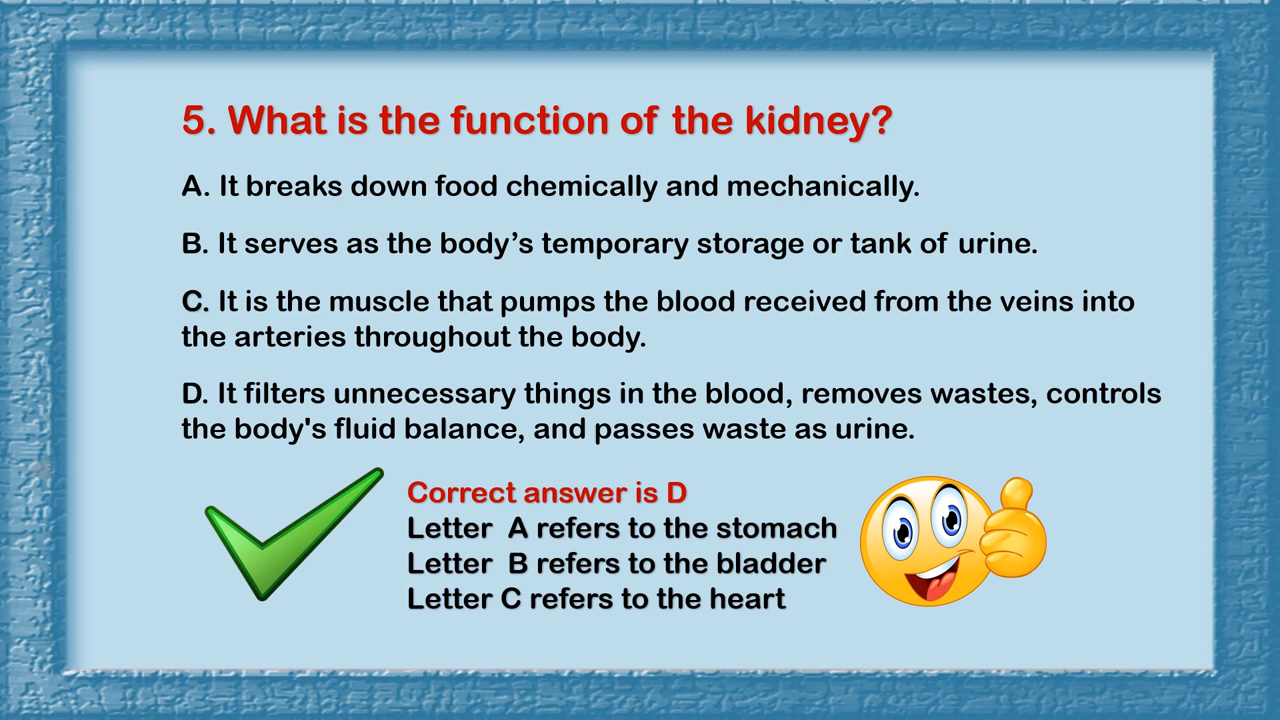 5. What is the function of the kidney?
A. It breaks down food chemically and mechanically.
B. It serves as the body’s temporary storage or tank of urine.
C. It is the muscle that pumps the blood received from the veins into
the arteries throughout the body.
D. It filters unnecessary things in the blood, removes wastes, controls
the body's fluid balance, and passes waste as urine.
Correct answer is D
Letter A refers to the stomach
Letter B refers to the bladder
Letter C refers to the heart